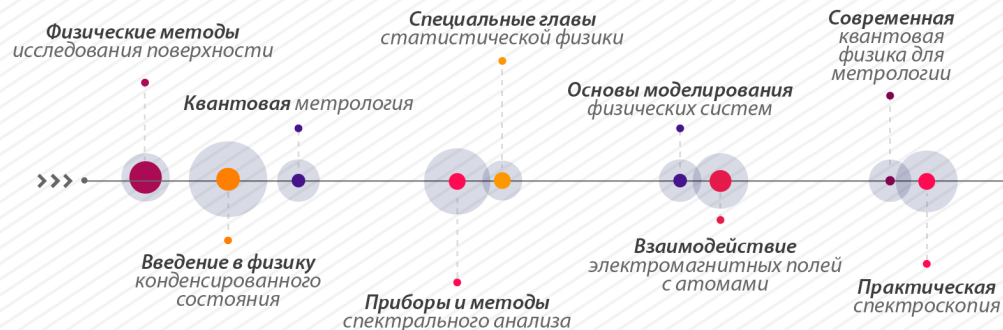 Физические методы
исследования поверхности
Введение в физику
конденсированного
состояния
Квантовая метрология
Приборы и методы
спектрального анализа
Специальные главы
статистической физики
Основы моделирования
физических систем
Взаимодействие
электромагнитных полей
с атомами
Современная
квантовая
физика для
метрологии
Практическая
спектроскопия